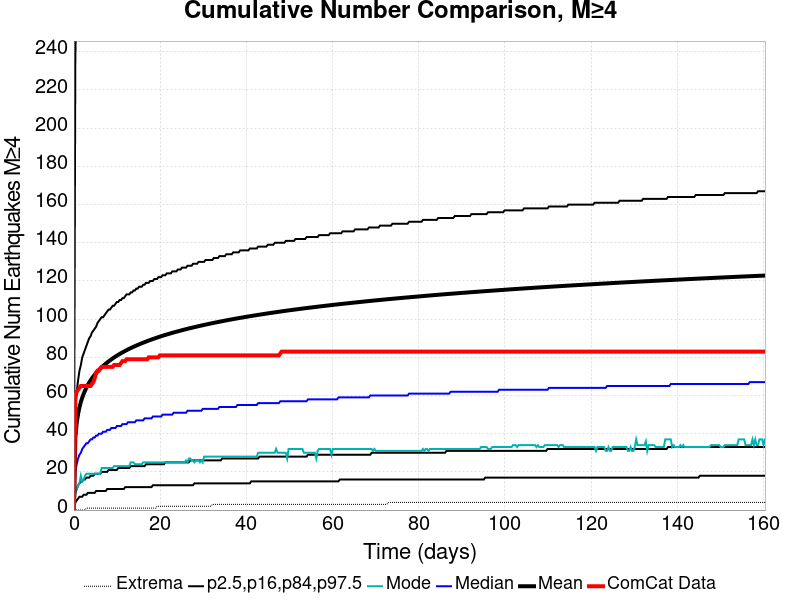 Cumulative Number Comparison, M≥4
Cumulative Num Earthquakes M≥4
240
220
200
180
160
140
120
100
80
60
40
20
0
0 20 40 60 80 100 120 140 160
Time (days)
Extrema p2.5,p16,p84,p97.5 Mode Median Mean ComCat Data